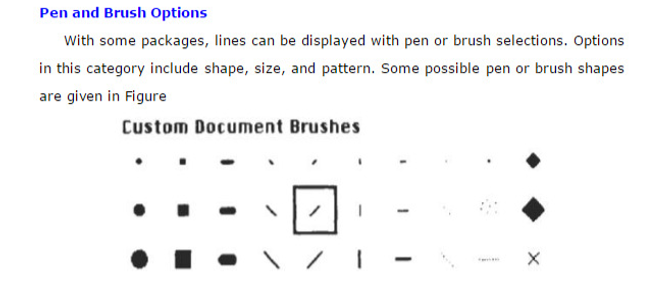 Pen and Brush Options
With some packages, lines can be displayed with pen or brush selections. Options
in this category include shape, size, and pattern. Some possible pen or brush shapes
are given in Figure
Custom Document Brushes